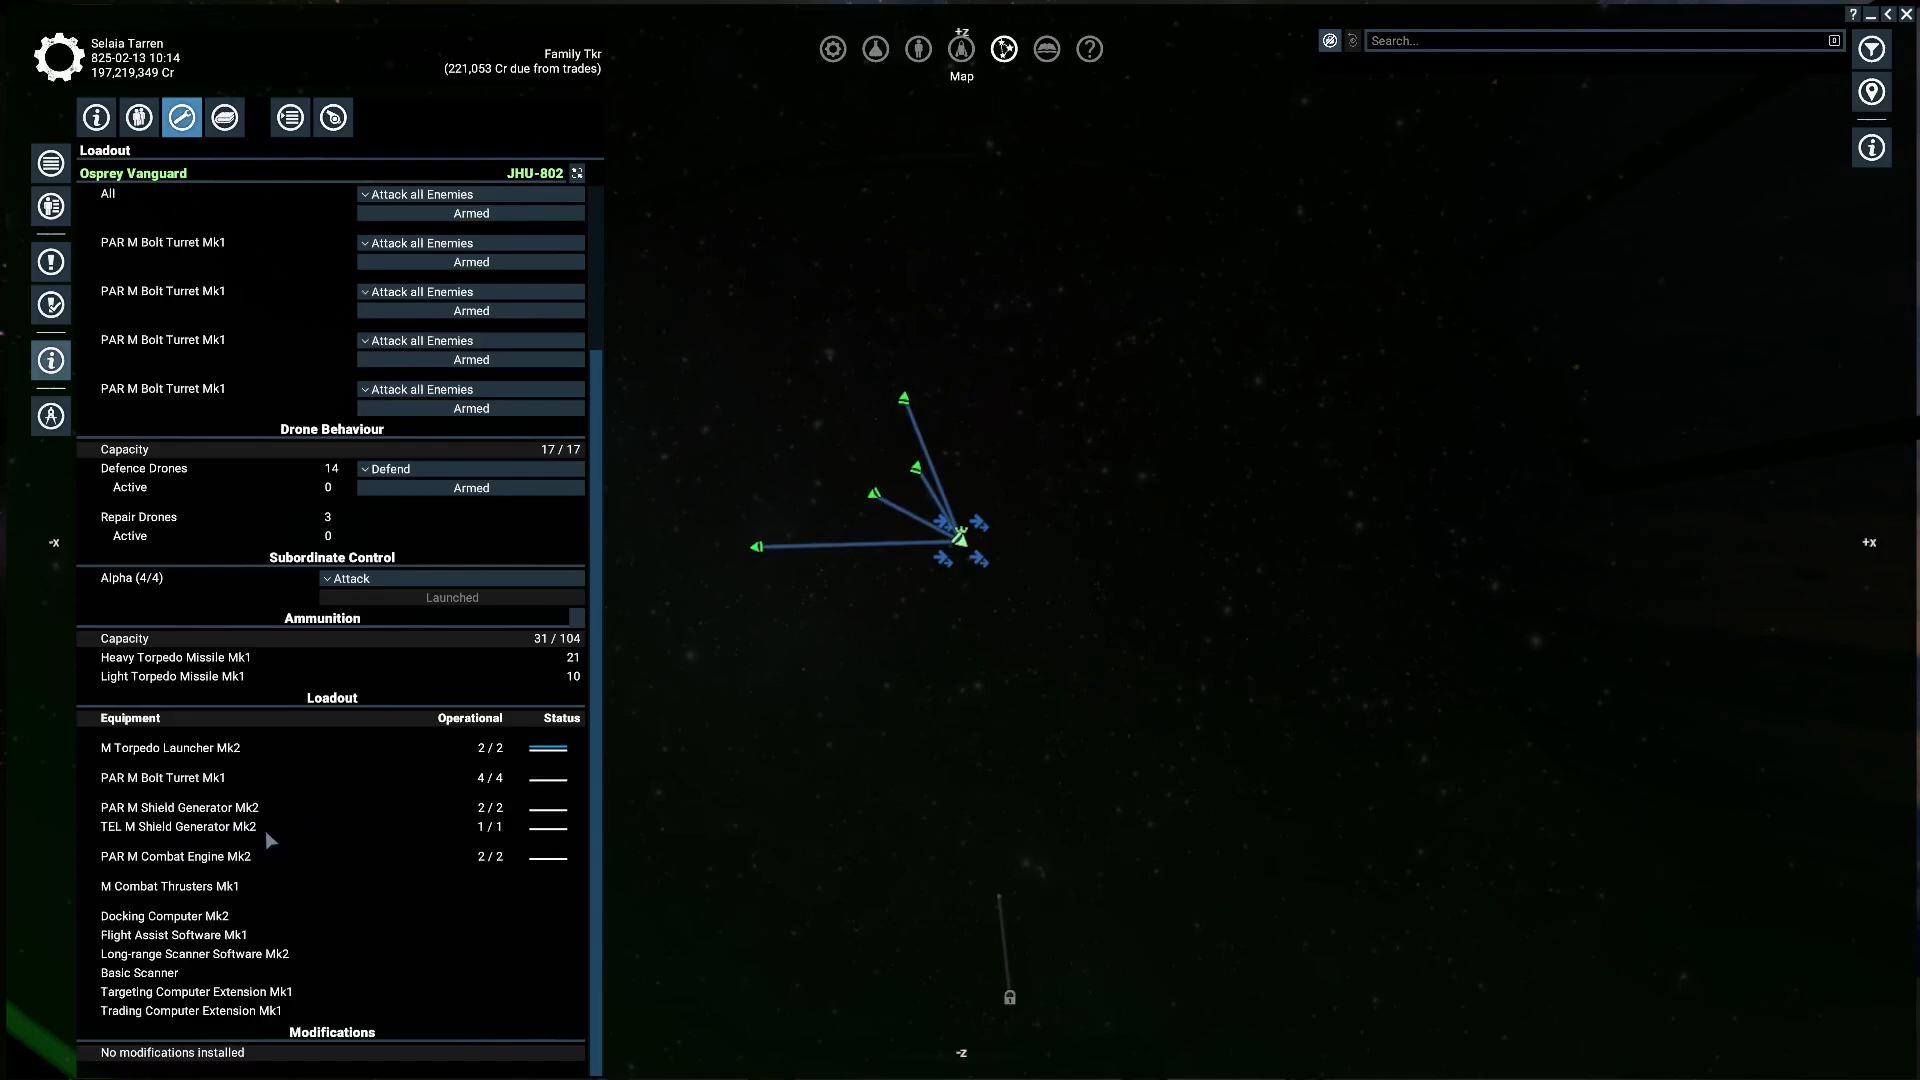 Selaia Tarren
825-02-13 10:14
197,219,349 Cr
Family Tkr
(221,053 Cr due from trades)
+z
Map
Search...
Loadout
Osprey Vanguard JHU-802
All Attack all Enemies
Armed
PAR M Bolt Turret Mk1 Attack all Enemies
Armed
PAR M Bolt Turret Mk1 Attack all Enemies
Armed
PAR M Bolt Turret Mk1 Attack all Enemies
Armed
PAR M Bolt Turret Mk1 Attack all Enemies
Armed
Drone Behaviour
Capacity 17 / 17
Defence Drones 14 Defend
Active 0 Armed
Repair Drones 3
Active 0
Subordinate Control
Alpha (4/4) Attack
Launched
Ammunition
Capacity 31 / 104
Heavy Torpedo Missile Mk1 21
Light Torpedo Missile Mk1 10
Loadout
Equipment Operational Status
M Torpedo Launcher Mk2 2 / 2
PAR M Bolt Turret Mk1 4 / 4
PAR M Shield Generator Mk2 2 / 2
TEL M Shield Generator Mk2 1 / 1
PAR M Combat Engine Mk2 2 / 2
M Combat Thrusters Mk1
Docking Computer Mk2
Flight Assist Software Mk1
Long-range Scanner Software Mk2
Basic Scanner
Targeting Computer Extension Mk1
Trading Computer Extension Mk1
Modifications
No modifications installed
-x
+x
-z